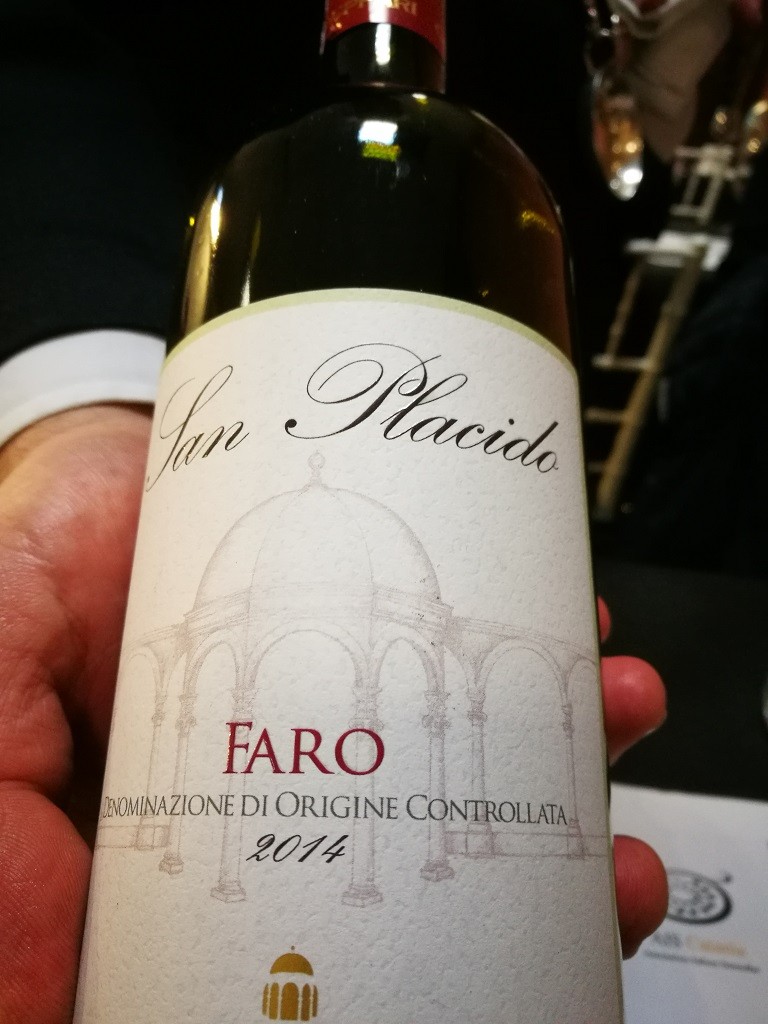 San Placido
FARO
DENOMINAZIONE DI ORIGINE CONTROLLATA
2014